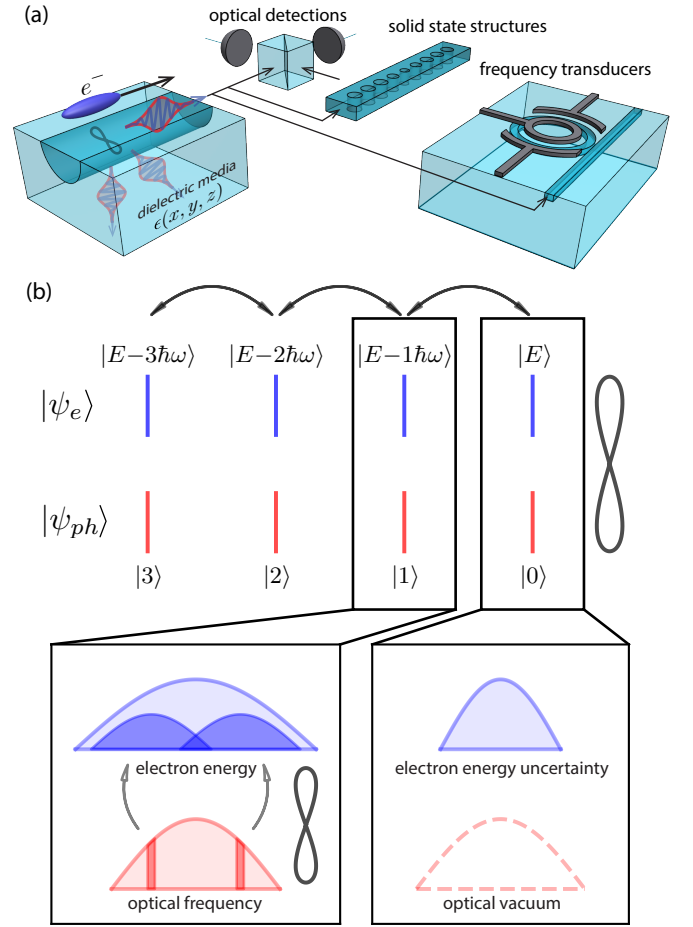 (a)
optical detections
solid state structures
frequency transducers
e⁻
dielectric media
ϵ(x, y, z)
(b)
|E−3ħω⟩ |E−2ħω⟩ |E−1ħω⟩ |E⟩
|ψₑ⟩
|ψₚₕ⟩
|3⟩ |2⟩ |1⟩ |0⟩
electron energy
electron energy uncertainty
optical frequency
optical vacuum